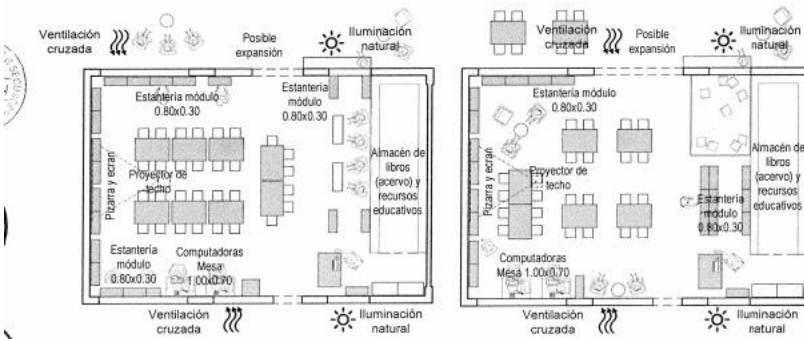 Ventilación
cruzada
Posible
expansión
Iluminación
natural
Estantería módulo
0.80x0.30
Estantería
módulo
0.80x0.30
Pizarra y ecran
Proyector de
techo
Almacén de
libros
(acervo) y
recursos
educativos
Estantería
módulo
0.80x0.30
Computadoras
Mesa
1.00x0.70
Ventilación
cruzada
Iluminación
natural
Ventilación
cruzada
Posible
expansión
Iluminación
natural
Estantería módulo
0.80x0.30
Pizarra y ecran
Proyector de
techo
Almacén de
libros
(acervo) y
recursos
educativos
Estantería
módulo
0.80x0.30
Computadoras
Mesa 1.00x0.70
Ventilación
cruzada
Iluminación
natural